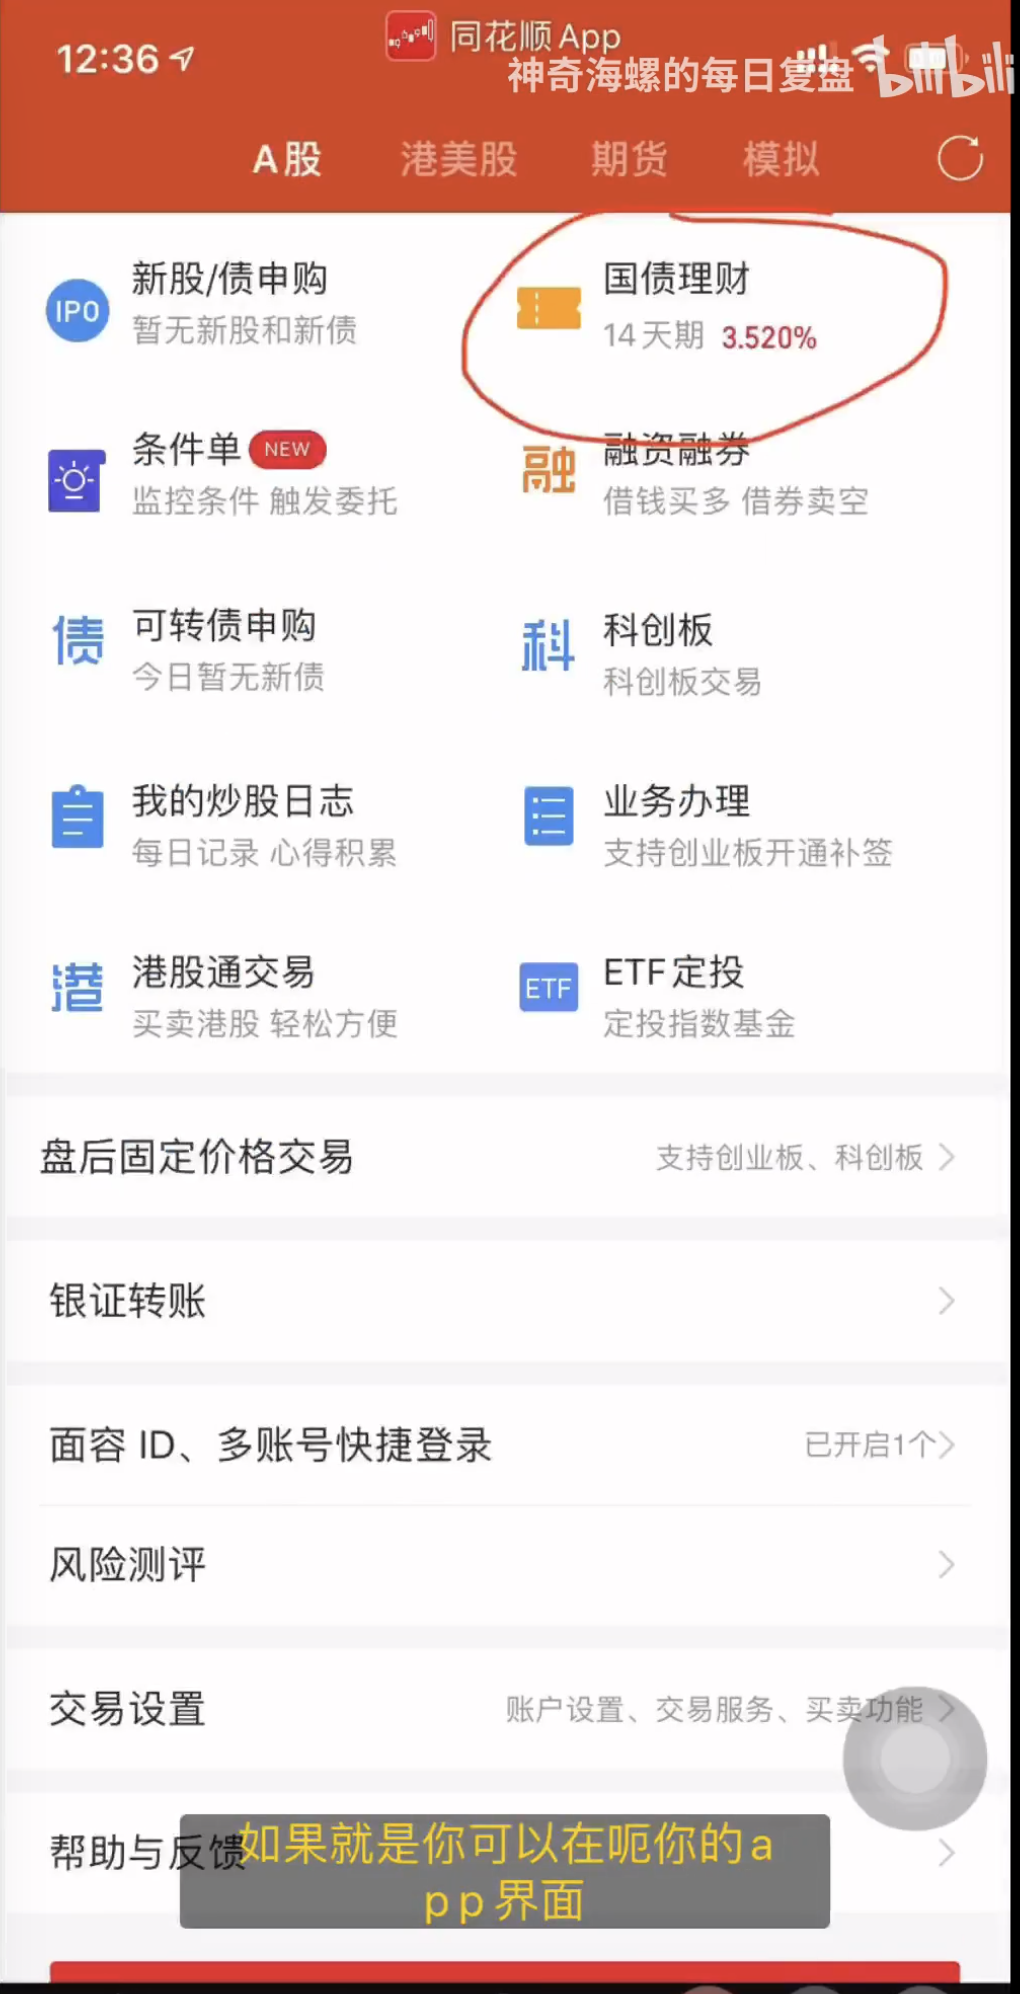 12:36
同花顺App
神奇海螺的每日复盘 bilibili
A股 港美股 期货 模拟
IPO 新股/债申购
暂无新股和新债
国债理财
14天期 3.520%
条件单 NEW
监控条件 触发委托
融 融资融券
借钱买多 借券卖空
债 可转债申购
今日暂无新债
科 科创板
科创板交易
我的炒股日志
每日记录 心得积累
业务办理
支持创业板开通补签
港 港股通交易
买卖港股 轻松方便
ETF ETF定投
定投指数基金
盘后固定价格交易 支持创业板、科创板
银证转账
面容 ID、多账号快捷登录 已开启1个
风险测评
交易设置 账户设置、交易服务、买卖功能
帮助与反馈
如果就是你可以在呃你的a
pp界面